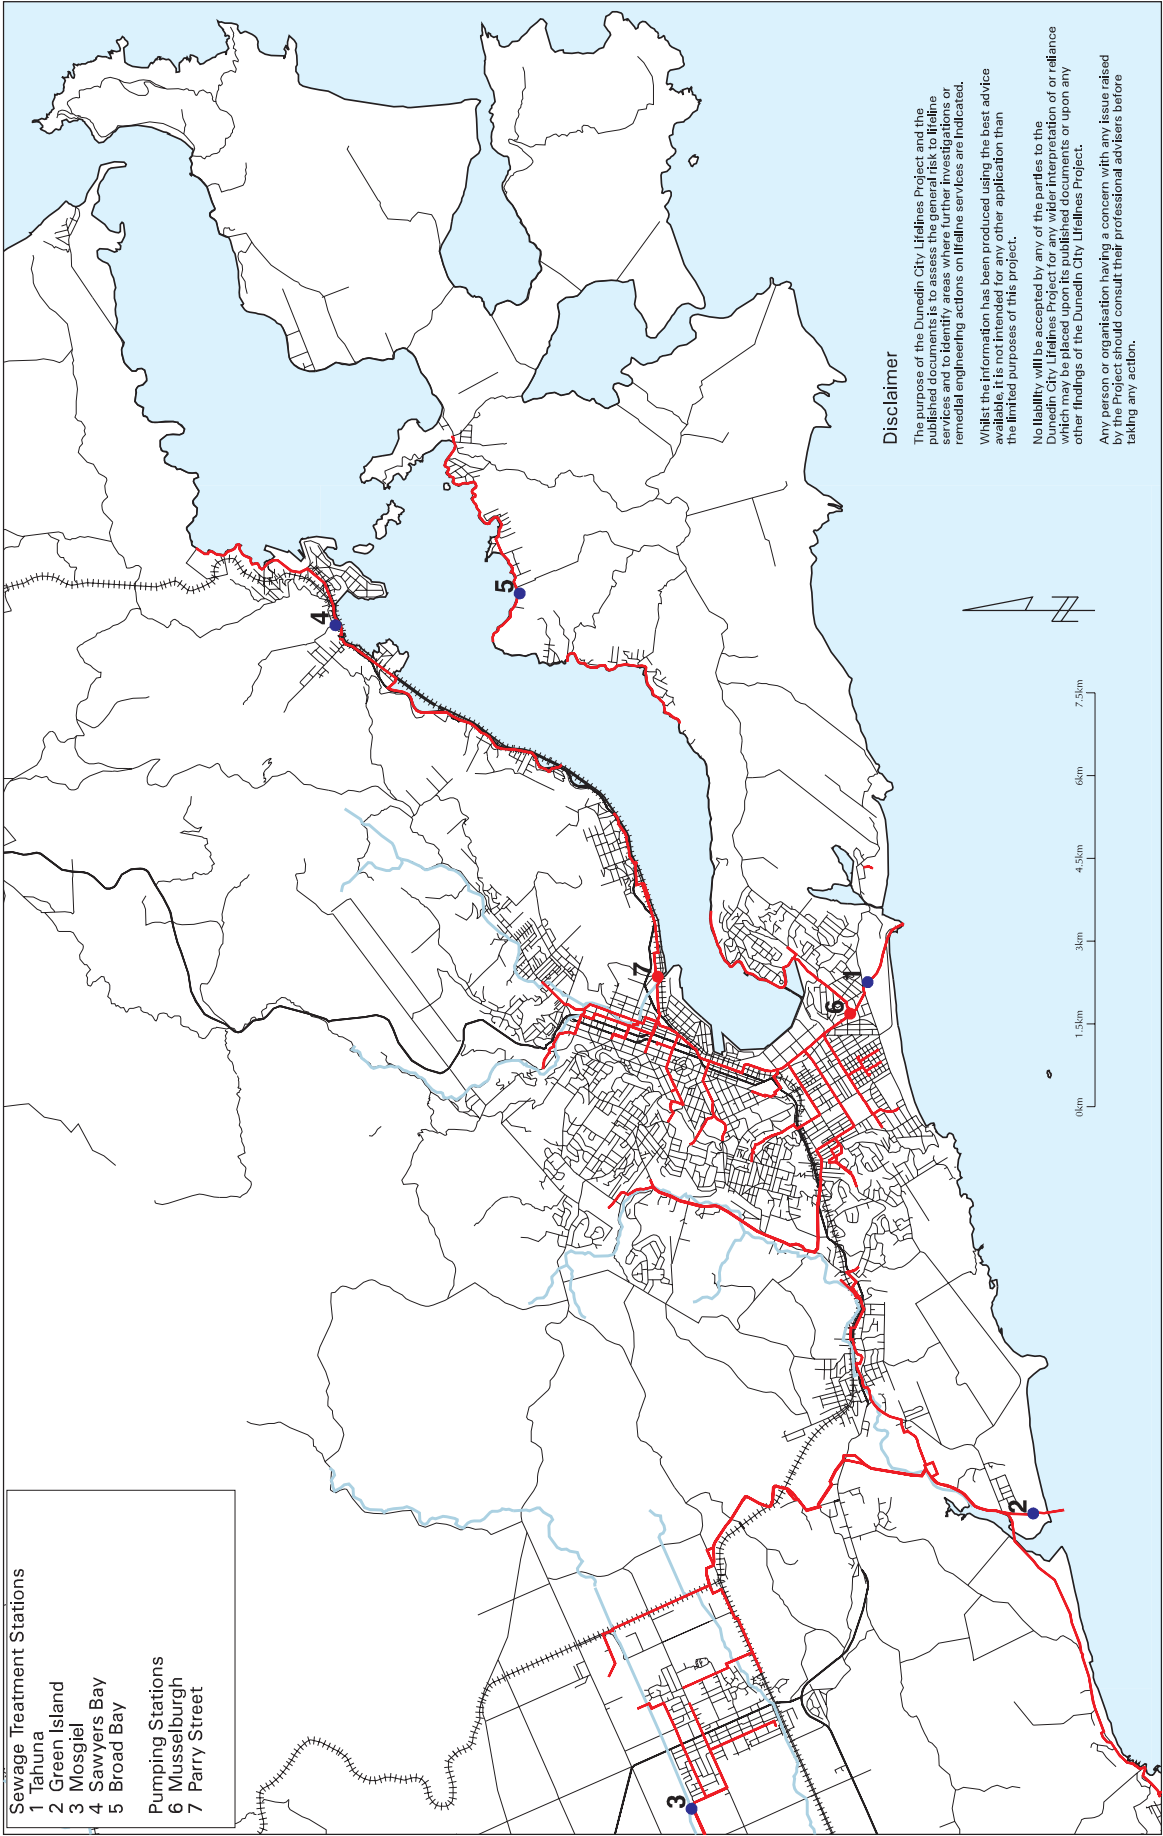 Sewage Treatment Stations
1 Tahuna
2 Green Island
3 Mosgiel
4 Sawyers Bay
5 Broad Bay
Pumping Stations
6 Musselburgh
7 Parry Street
3
2
1
6
7
4
5
0km
1.5km
3km
4.5km
6km
7.5km
N
Disclaimer
The purpose of the Dunedin City Lifelines Project and the
published documents is to assess the general risk to lifeline
services and to identify areas where further investigations or
remedial engineering actions on lifeline services are indicated.
Whilst the information has been produced using the best advice
available, it is not intended for any other application than
the limited purposes of this project.
No liability will be accepted by any of the parties to the
Dunedin City Lifelines Project for any wider interpretation of or reliance
which may be placed upon its published documents or upon any
other findings of the Dunedin City Lifelines Project.
Any person or organisation having a concern with any issue raised
by the Project should consult their professional advisers before
taking any action.